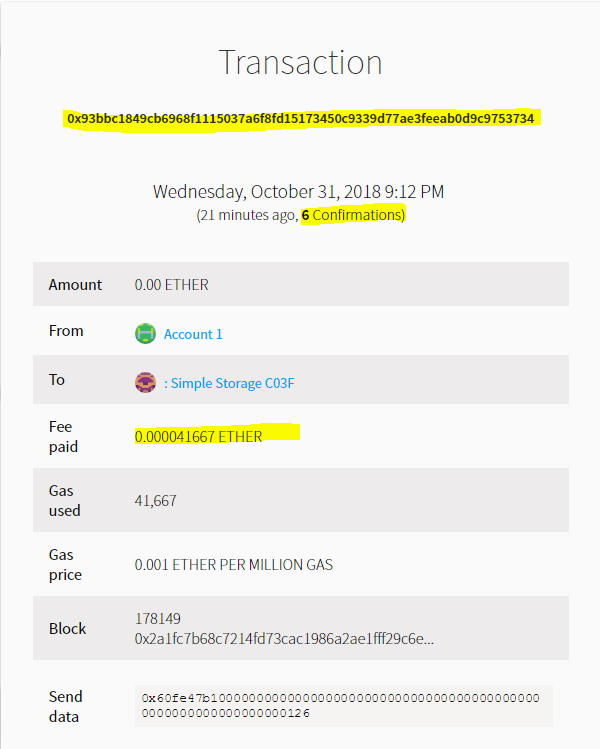 Transaction
0x93bbc1849cb6968f1115037a6f8fd15173450c9339d77ae3feeab0d9c9753734
Wednesday, October 31, 2018 9:12 PM
(21 minutes ago, 6 Confirmations)
Amount 0.00 ETHER
From Account 1
To : Simple Storage C03F
Fee paid 0.000041667 ETHER
Gas used 41,667
Gas price 0.001 ETHER PER MILLION GAS
Block 178149
0x2a1fc7b68c7214fd73cac1986a2ae1fff29c6e...
Send data 0x60fe47b1000000000000000000000000000000000000000000
0000000000000000000126